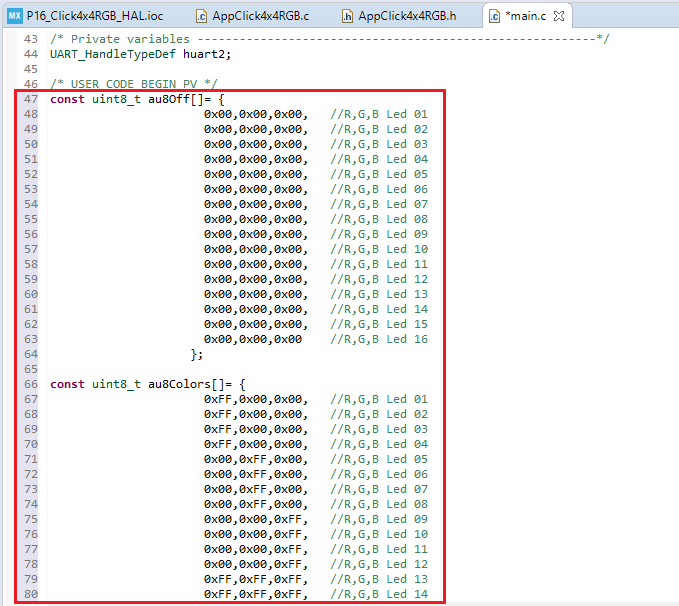 MX P16_Click4x4RGB_HAL.ioc .c AppClick4x4RGB.c .h AppClick4x4RGB.h .c *main.c
43 /* Private variables ---------------------------------------------------------*/
44 UART_HandleTypeDef huart2;
45
46 /* USER CODE BEGIN PV */
47 const uint8_t au8Off[]= {
48 0x00,0x00,0x00, //R,G,B Led 01
49 0x00,0x00,0x00, //R,G,B Led 02
50 0x00,0x00,0x00, //R,G,B Led 03
51 0x00,0x00,0x00, //R,G,B Led 04
52 0x00,0x00,0x00, //R,G,B Led 05
53 0x00,0x00,0x00, //R,G,B Led 06
54 0x00,0x00,0x00, //R,G,B Led 07
55 0x00,0x00,0x00, //R,G,B Led 08
56 0x00,0x00,0x00, //R,G,B Led 09
57 0x00,0x00,0x00, //R,G,B Led 10
58 0x00,0x00,0x00, //R,G,B Led 11
59 0x00,0x00,0x00, //R,G,B Led 12
60 0x00,0x00,0x00, //R,G,B Led 13
61 0x00,0x00,0x00, //R,G,B Led 14
62 0x00,0x00,0x00, //R,G,B Led 15
63 0x00,0x00,0x00 //R,G,B Led 16
64 };
65
66 const uint8_t au8Colors[]= {
67 0xFF,0x00,0x00, //R,G,B Led 01
68 0xFF,0x00,0x00, //R,G,B Led 02
69 0xFF,0x00,0x00, //R,G,B Led 03
70 0xFF,0x00,0x00, //R,G,B Led 04
71 0x00,0xFF,0x00, //R,G,B Led 05
72 0x00,0xFF,0x00, //R,G,B Led 06
73 0x00,0xFF,0x00, //R,G,B Led 07
74 0x00,0xFF,0x00, //R,G,B Led 08
75 0x00,0x00,0xFF, //R,G,B Led 09
76 0x00,0x00,0xFF, //R,G,B Led 10
77 0x00,0x00,0xFF, //R,G,B Led 11
78 0x00,0x00,0xFF, //R,G,B Led 12
79 0xFF,0xFF,0xFF, //R,G,B Led 13
80 0xFF,0xFF,0xFF, //R,G,B Led 14